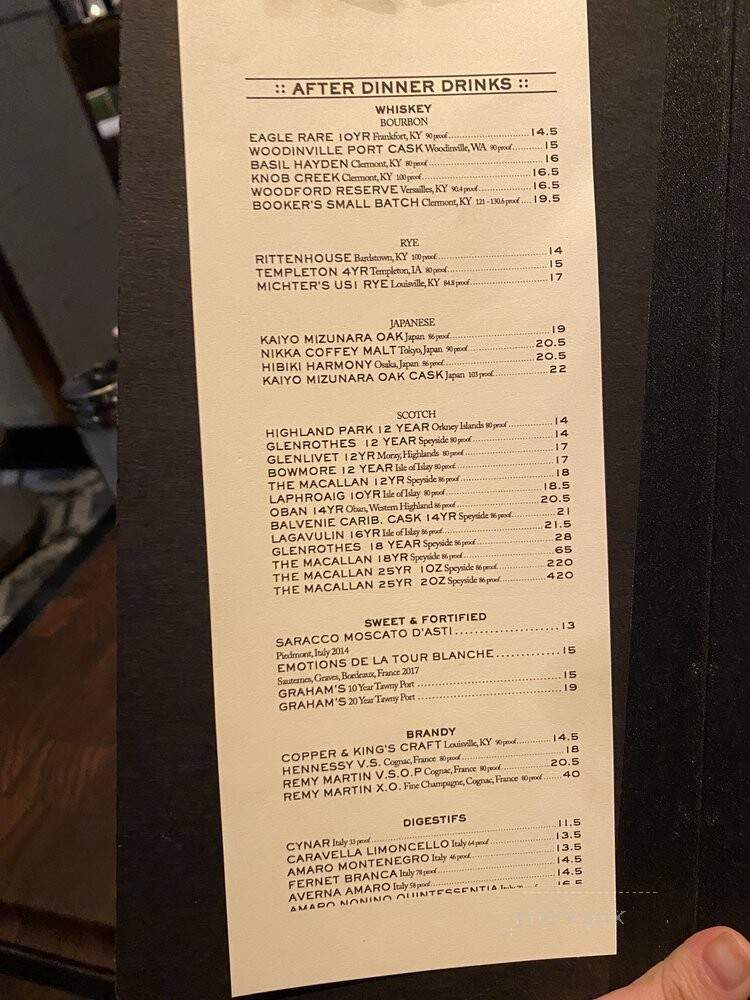 :: AFTER DINNER DRINKS ::
WHISKEY
BOURBON
EAGLE RARE 10YR Frankfort, KY 90 proof 14.5
WOODINVILLE PORT CASK Woodinville, WA 90 proof 15
BASIL HAYDEN Clermont, KY 80 proof 16
KNOB CREEK Clermont, KY 100 proof 16.5
WOODFORD RESERVE Versailles, KY 90.4 proof 16.5
BOOKER'S SMALL BATCH Clermont, KY 121 - 130.6 proof 19.5
RYE
RITTENHOUSE Bardstown, KY 100 proof 14
TEMPLETON 4YR Templeton, IA 80 proof 15
MICHTER'S US1 RYE Louisville, KY 84.8 proof 17
JAPANESE
KAIYO MIZUNARA OAK Japan 86 proof 19
NIKKA COFFEY MALT Tokyo, Japan 90 proof 20.5
HIBIKI HARMONY Osaka, Japan 86 proof 20.5
KAIYO MIZUNARA OAK CASK Japan 103 proof 22
SCOTCH
HIGHLAND PARK 12 YEAR Orkney Islands 80 proof 14
GLENROTHES 12 YEAR Speyside 80 proof 14
GLENLIVET 12YR Moray, Highlands 80 proof 17
BOWMORE 12 YEAR Isle of Islay 80 proof 17
THE MACALLAN 12YR Speyside 86 proof 18
LAPHROAIG 10YR Isle of Islay 80 proof 18.5
OBAN 14YR Oban, Western Highland 86 proof 20.5
BALVENIE CARIB. CASK 14YR Speyside 86 proof 21
LAGAVULIN 16YR Isle of Islay 86 proof 21.5
GLENROTHES 18 YEAR Speyside 86 proof 28
THE MACALLAN 18YR Speyside 86 proof 65
THE MACALLAN 25YR 1OZ Speyside 86 proof 220
THE MACALLAN 25YR 2OZ Speyside 86 proof 420
SWEET & FORTIFIED
SARACCO MOSCATO D'ASTI 13
Piedmont, Italy 2014
EMOTIONS DE LA TOUR BLANCHE 15
Sauternes, Graves, Bordeaux, France 2017
GRAHAM'S 10 Year Tawny Port 15
GRAHAM'S 20 Year Tawny Port 19
BRANDY
COPPER & KING'S CRAFT Louisville, KY 90 proof 14.5
HENNESSY V.S. Cognac, France 80 proof 18
REMY MARTIN V.S.O.P Cognac, France 80 proof 20.5
REMY MARTIN X.O. Fine Champagne, Cognac, France 80 proof 40
DIGESTIFS
CYNAR Italy 33 proof 11.5
CARAVELLA LIMONCELLO Italy 64 proof 13.5
AMARO MONTENEGRO Italy 46 proof 13.5
FERNET BRANCA Italy 78 proof 14.5
AVERNA AMARO Italy 58 proof 14.5
AMARO NONINO QUINTESSENTIA